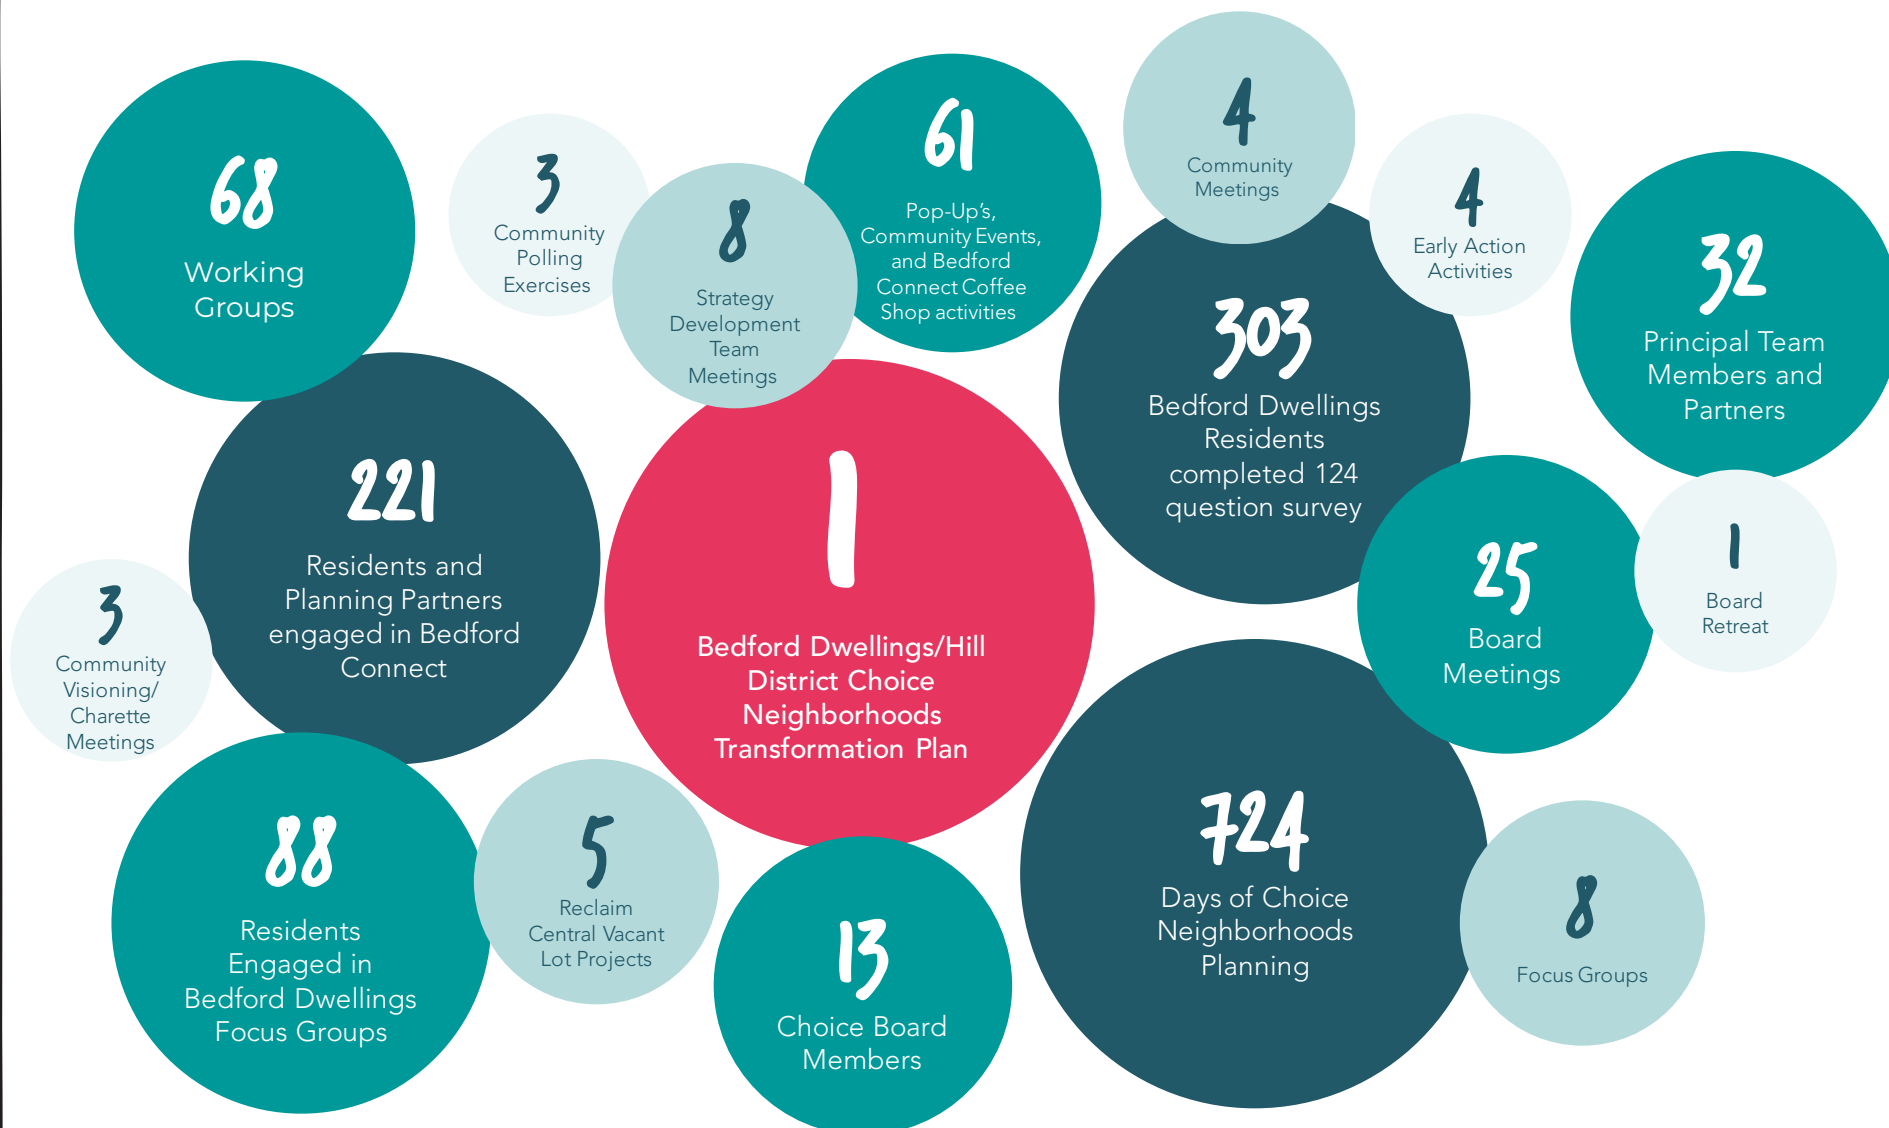 68
Working
Groups
3
Community
Polling
Exercises
8
Strategy
Development
Team
Meetings
61
Pop-Up’s,
Community Events,
and Bedford
Connect Coffee
Shop activities
4
Community
Meetings
4
Early Action
Activities
32
Principal Team
Members and
Partners
303
Bedford Dwellings
Residents
completed 124
question survey
221
Residents and
Planning Partners
engaged in Bedford
Connect
1
Bedford Dwellings/Hill
District Choice
Neighborhoods
Transformation Plan
25
Board
Meetings
1
Board
Retreat
3
Community
Visioning/
Charette
Meetings
88
Residents
Engaged in
Bedford Dwellings
Focus Groups
5
Reclaim
Central Vacant
Lot Projects
13
Choice Board
Members
724
Days of Choice
Neighborhoods
Planning
8
Focus Groups